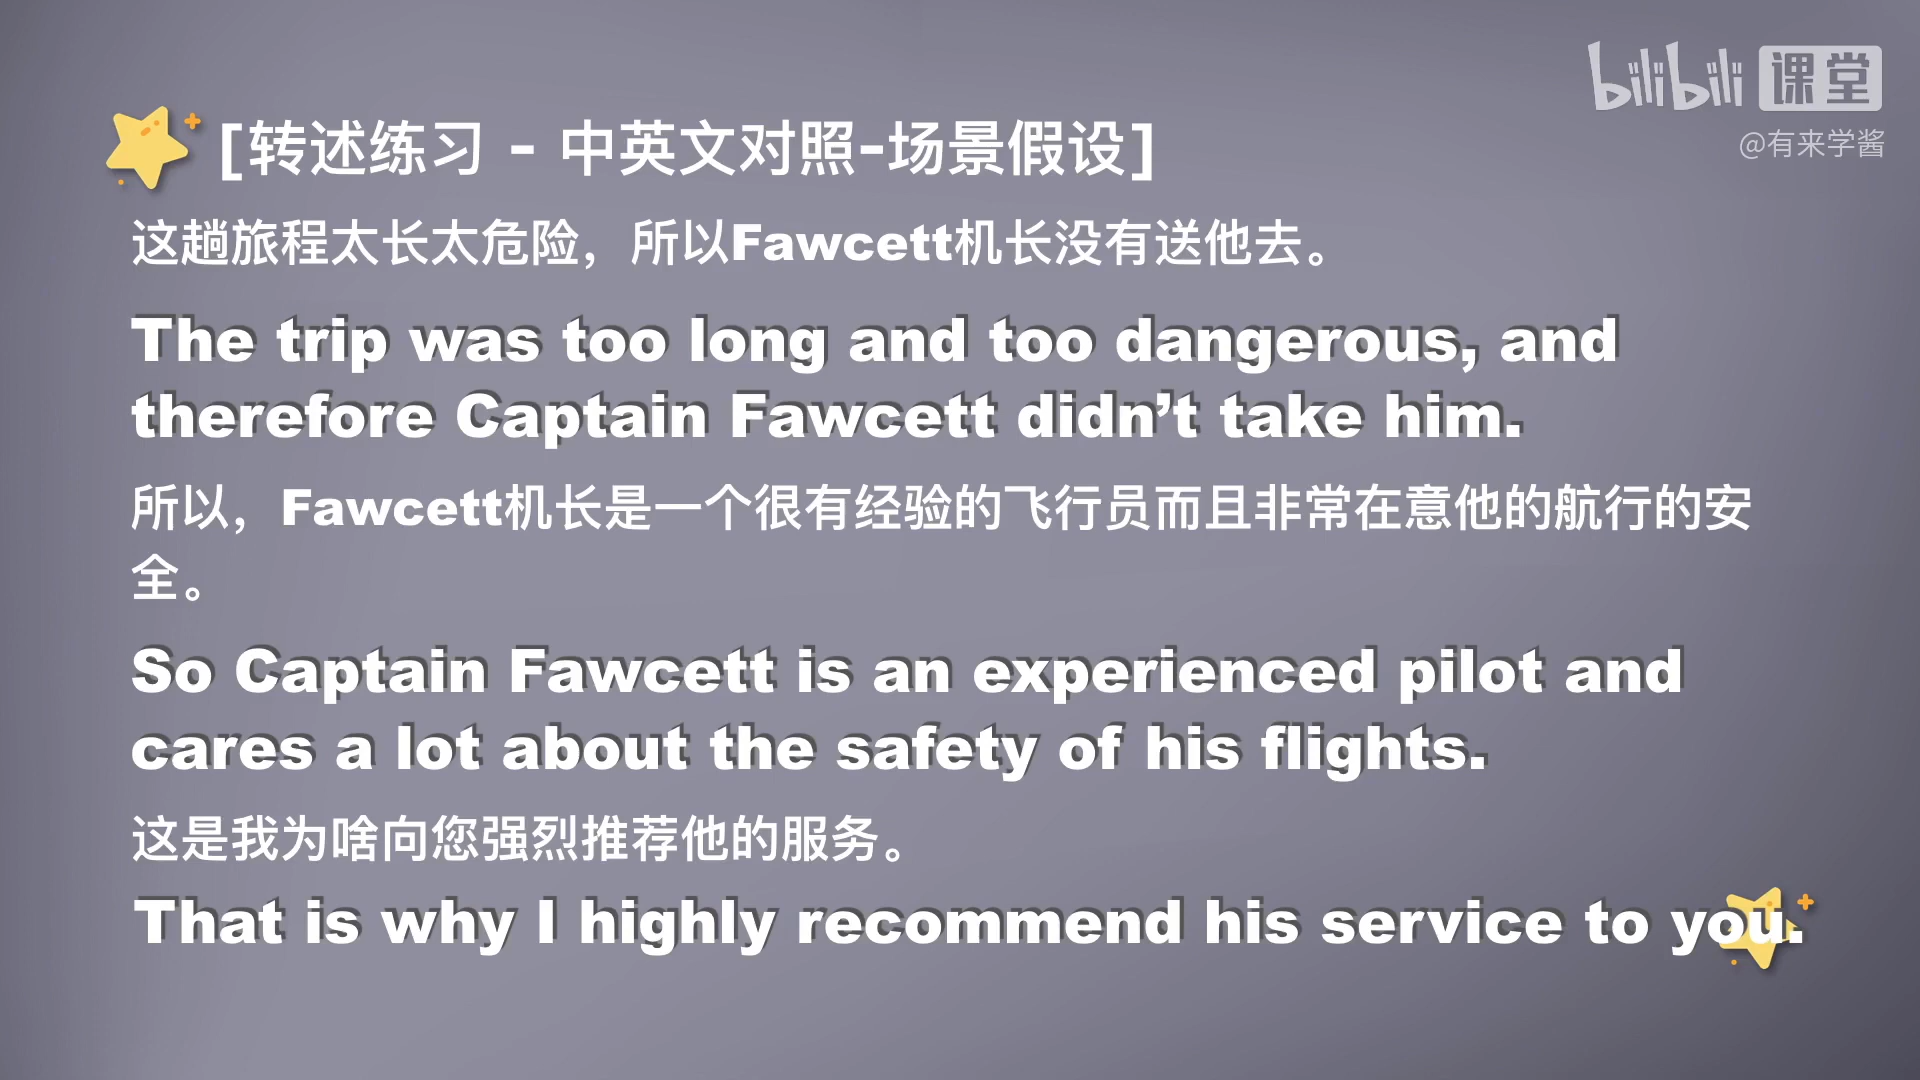 bilibili 课堂
@有来学酱
[转述练习 - 中英文对照-场景假设]
这趟旅程太长太危险，所以Fawcett机长没有送他去。
The trip was too long and too dangerous, and
therefore Captain Fawcett didn’t take him.
所以，Fawcett机长是一个很有经验的飞行员而且非常在意他的航行的安
全。
So Captain Fawcett is an experienced pilot and
cares a lot about the safety of his flights.
这是我为啥向您强烈推荐他的服务。
That is why I highly recommend his service to you.